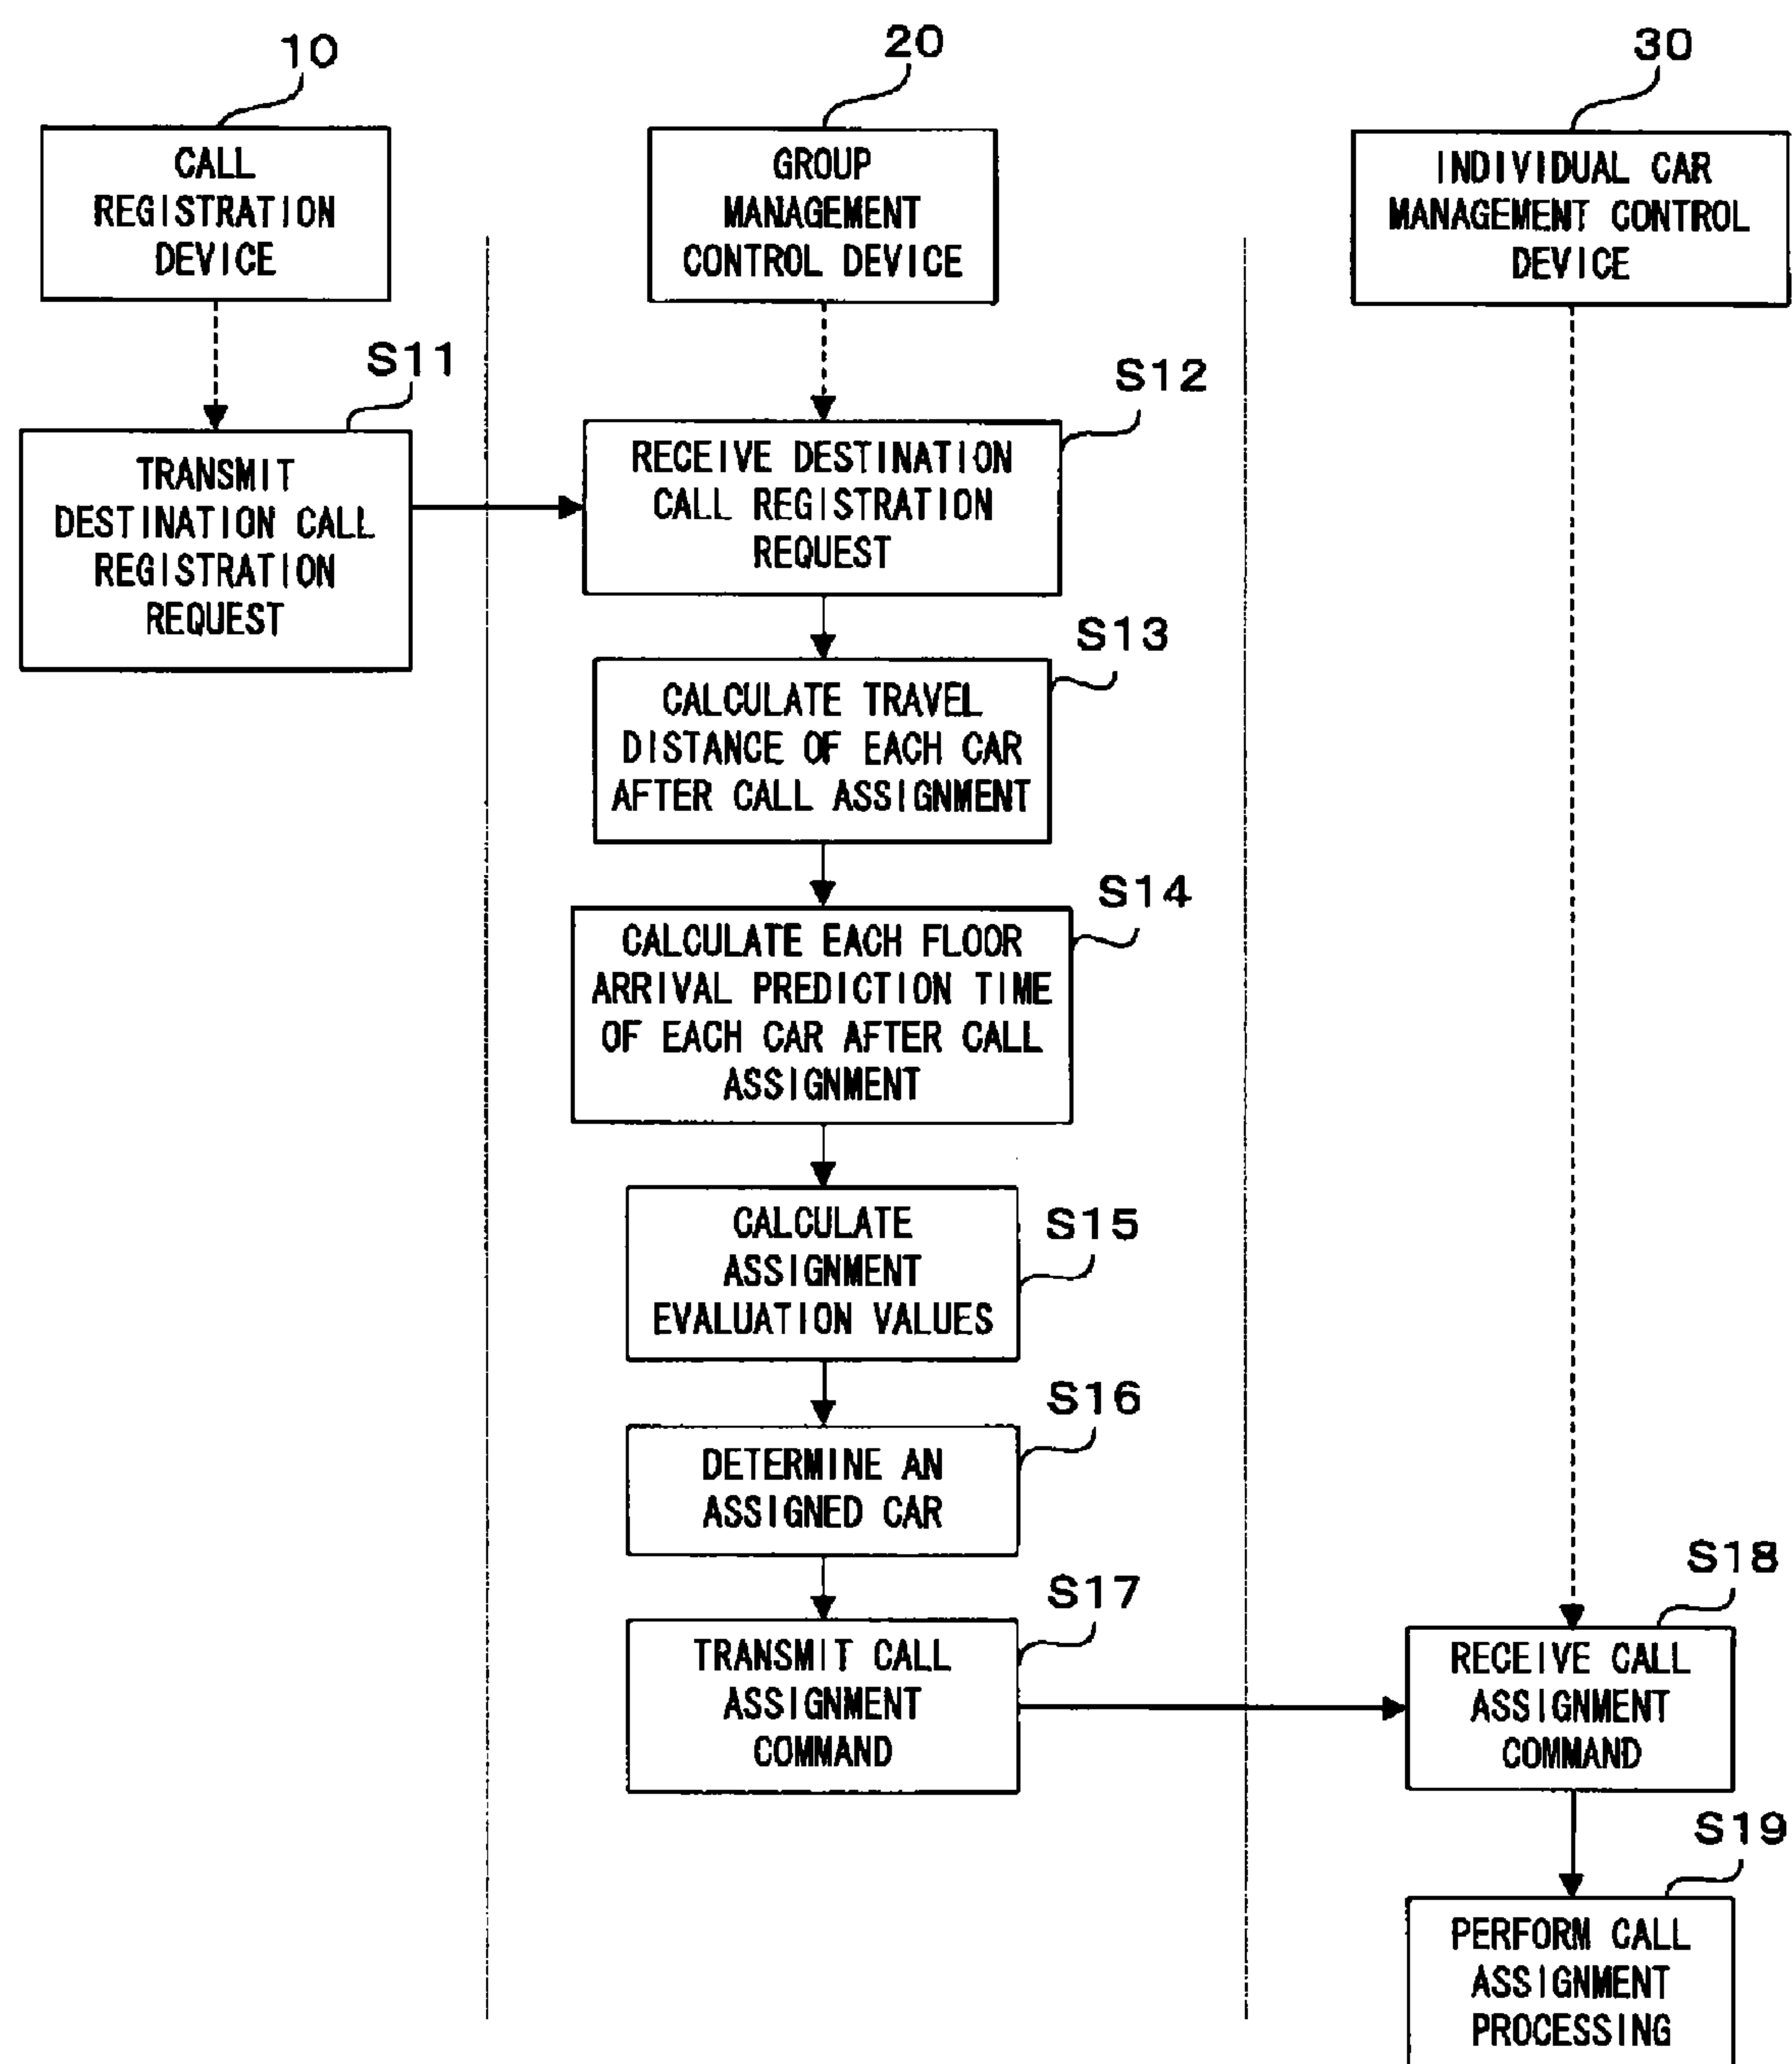 10
CALL
REGISTRATION
DEVICE
20
GROUP
MANAGEMENT
CONTROL DEVICE
30
INDIVIDUAL CAR
MANAGEMENT CONTROL
DEVICE
S11
TRANSMIT
DESTINATION CALL
REGISTRATION
REQUEST
S12
RECEIVE DESTINATION
CALL REGISTRATION
REQUEST
S13
CALCULATE TRAVEL
DISTANCE OF EACH CAR
AFTER CALL ASSIGNMENT
S14
CALCULATE EACH FLOOR
ARRIVAL PREDICTION TIME
OF EACH CAR AFTER CALL
ASSIGNMENT
S15
CALCULATE
ASSIGNMENT
EVALUATION VALUES
S16
DETERMINE AN
ASSIGNED CAR
S17
TRANSMIT CALL
ASSIGNMENT
COMMAND
S18
RECEIVE CALL
ASSIGNMENT
COMMAND
S19
PERFORM CALL
ASSIGNMENT
PROCESSING